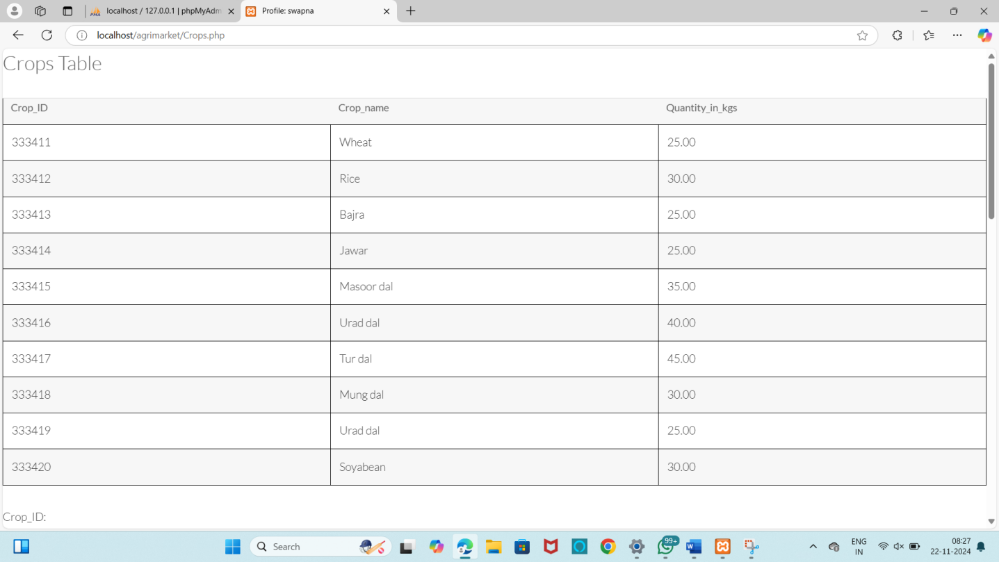 localhost / 127.0.0.1 | phpMyAdm
Profile: swapna
localhost/agrimarket/Crops.php
Crops Table
Crop_ID Crop_name Quantity_in_kgs
333411 Wheat 25.00
333412 Rice 30.00
333413 Bajra 25.00
333414 Jawar 25.00
333415 Masoor dal 35.00
333416 Urad dal 40.00
333417 Tur dal 45.00
333418 Mung dal 30.00
333419 Urad dal 25.00
333420 Soyabean 30.00
Crop_ID:
Search
99+
ENG
IN
08:27
22-11-2024